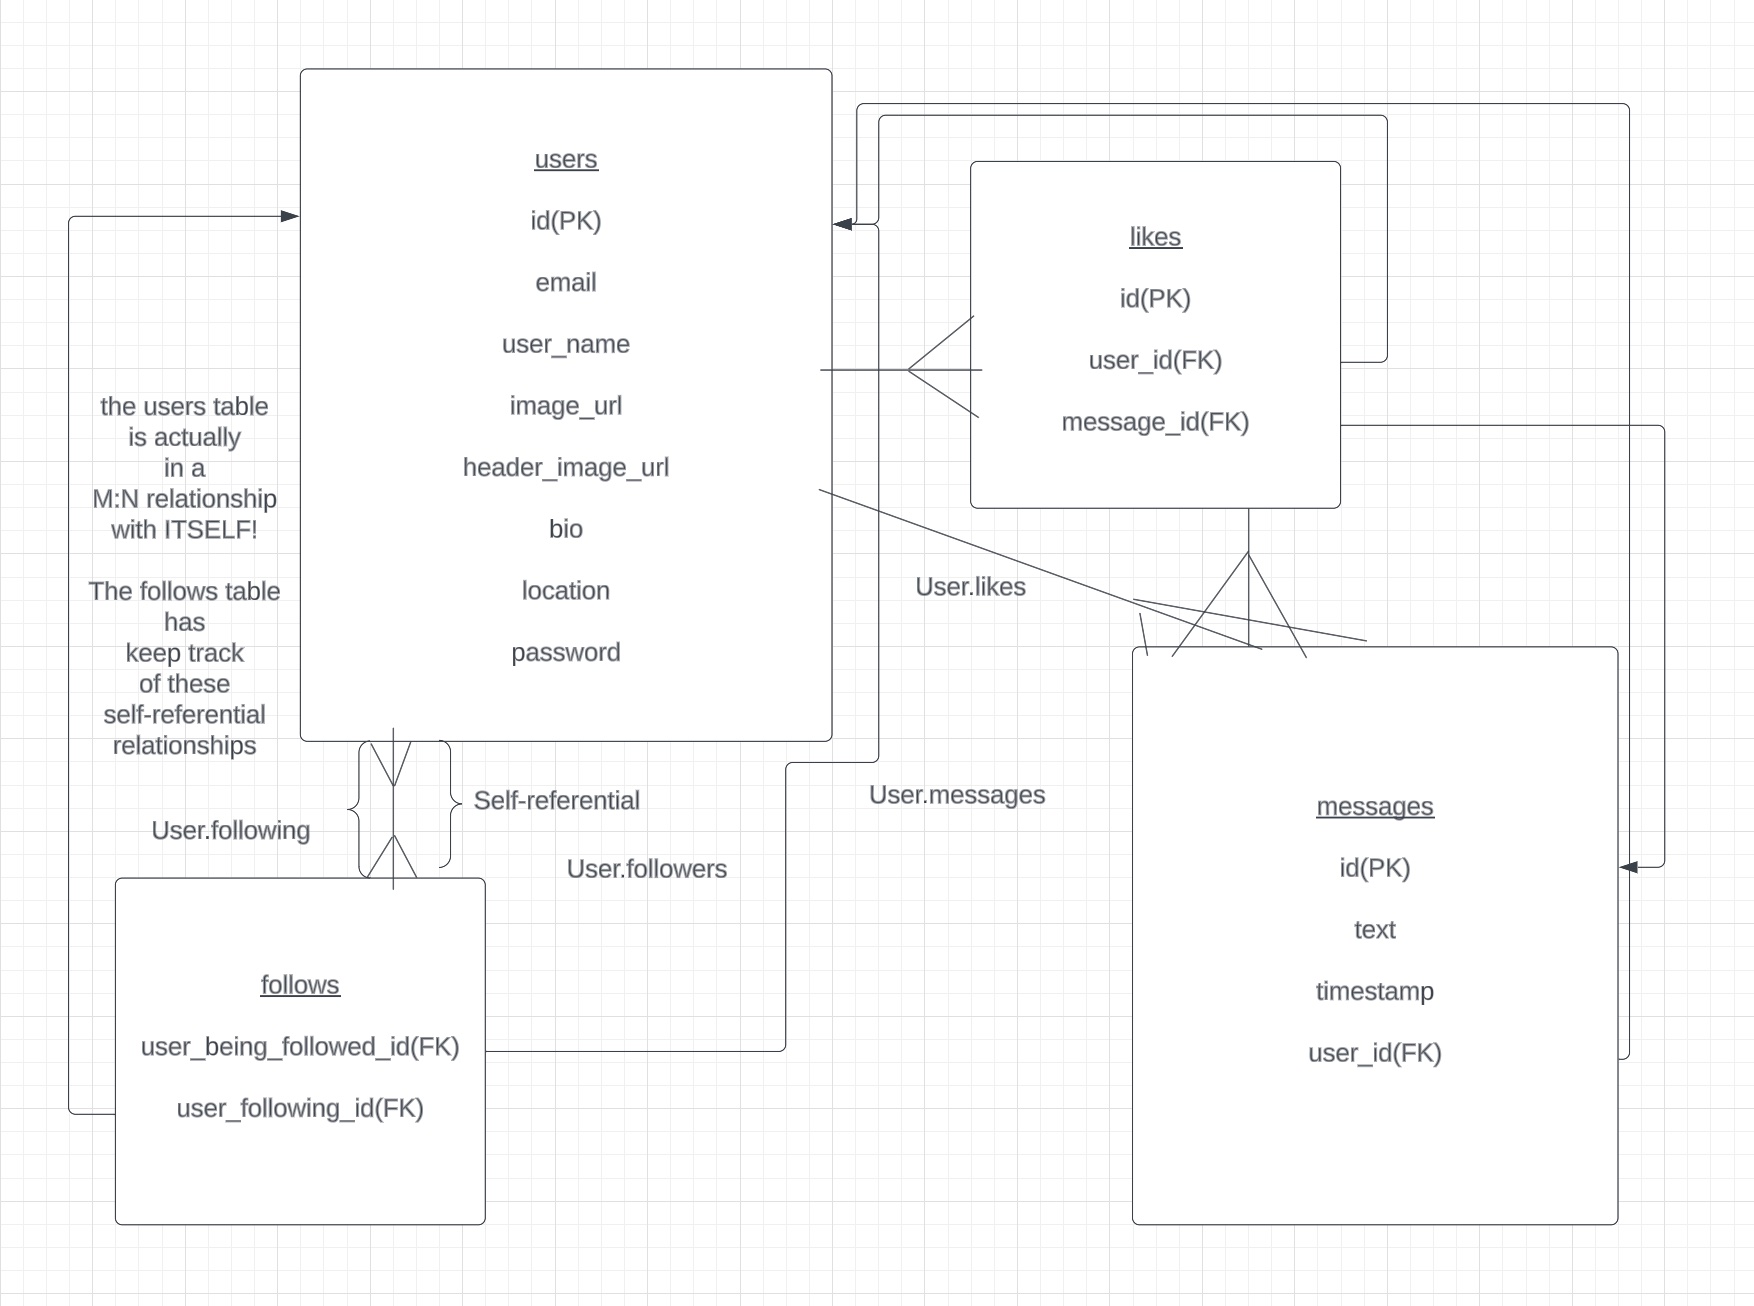 users
id(PK)
email
user_name
image_url
header_image_url
bio
location
password
likes
id(PK)
user_id(FK)
message_id(FK)
the users table
is actually
in a
M:N relationship
with ITSELF!
The follows table
has
keep track
of these
self-referential
relationships
User.likes
Self-referential
User.following
User.followers
User.messages
follows
user_being_followed_id(FK)
user_following_id(FK)
messages
id(PK)
text
timestamp
user_id(FK)